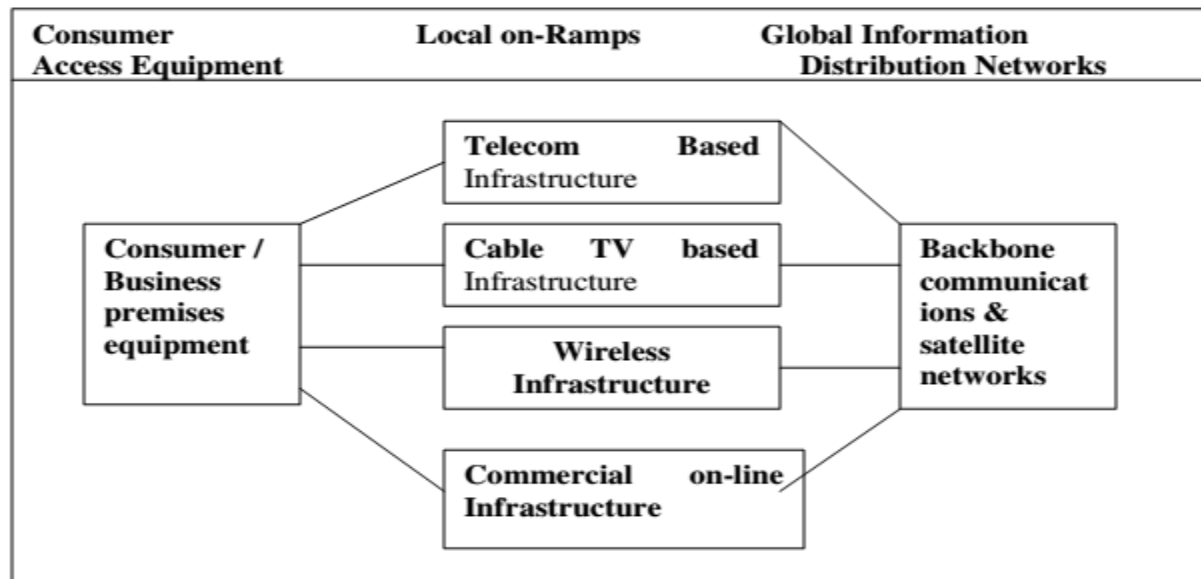 Consumer Local on-Ramps Global Information
Access Equipment Distribution Networks
Telecom Based
Infrastructure
Consumer /
Business
premises
equipment
Cable TV based
Infrastructure
Wireless
Infrastructure
Commercial on-line
Infrastructure
Backbone
communicat
ions &
satellite
networks